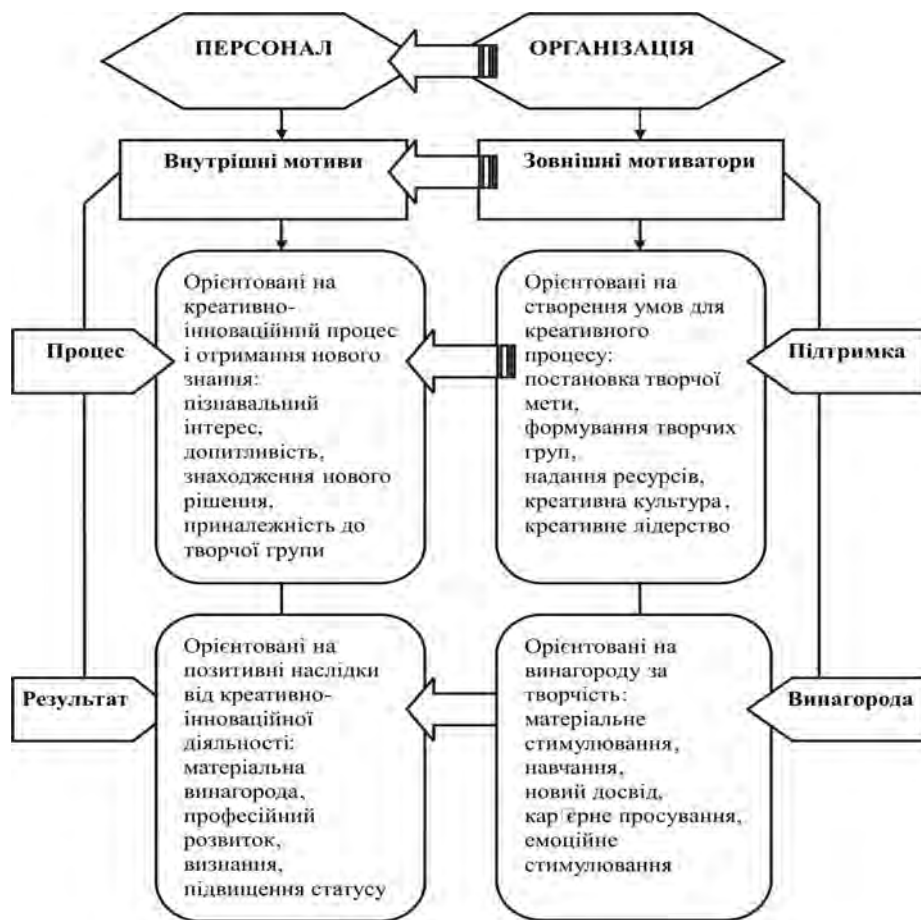 ПЕРСОНАЛ
ОРГАНІЗАЦІЯ
Внутрішні мотиви
Зовнішні мотиватори
Процес
Орієнтовані на
креативно-
інноваційний процес
і отримання нового
знання:
пізнавальний
інтерес,
допитливість,
знаходження нового
рішення,
приналежність до
творчої групи
Орієнтовані на
створення умов для
креативного
процесу:
постановка творчої
мети,
формування творчих
груп,
надання ресурсів,
креативна культура,
креативне лідерство
Підтримка
Результат
Орієнтовані на
позитивні наслідки
від креативно-
інноваційної
діяльності:
матеріальна
винагорода,
професійний
розвиток,
визнання,
підвищення статусу
Орієнтовані на
винагороду за
творчість:
матеріальне
стимулювання,
навчання,
новий досвід,
кар'єрне просування,
емоційне
стимулювання
Винагорода